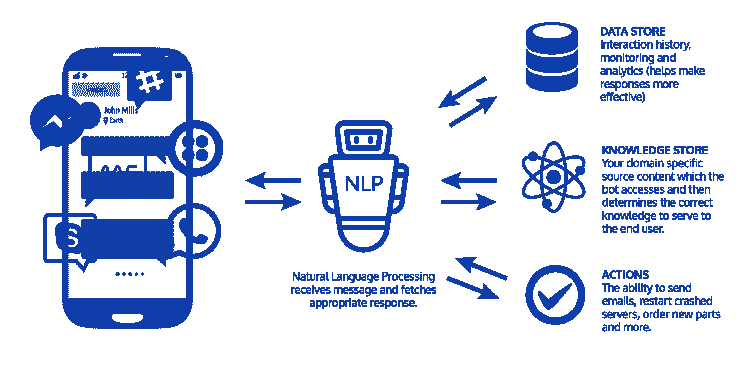 John Mills
Earth
S
NLP
Natural Language Processing
receives message and fetches
appropriate response.
DATA STORE
Interaction history,
monitoring and
analytics (helps make
responses more
effective)
KNOWLEDGE STORE
Your domain specific
source content which the
bot accesses and then
determines the correct
knowledge to serve to
the end user.
ACTIONS
The ability to send
emails, restart crashed
servers, order new parts
and more.